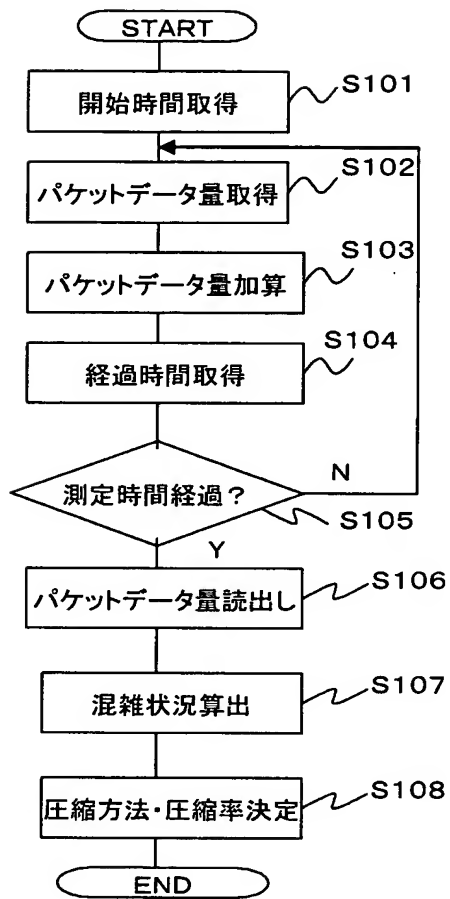 START
開始時間取得
S101
パケットデータ量取得
S102
パケットデータ量加算
S103
経過時間取得
S104
測定時間経過?
N
S105
Y
パケットデータ量読出し
S106
混雑状況算出
S107
圧縮方法・圧縮率決定
S108
END